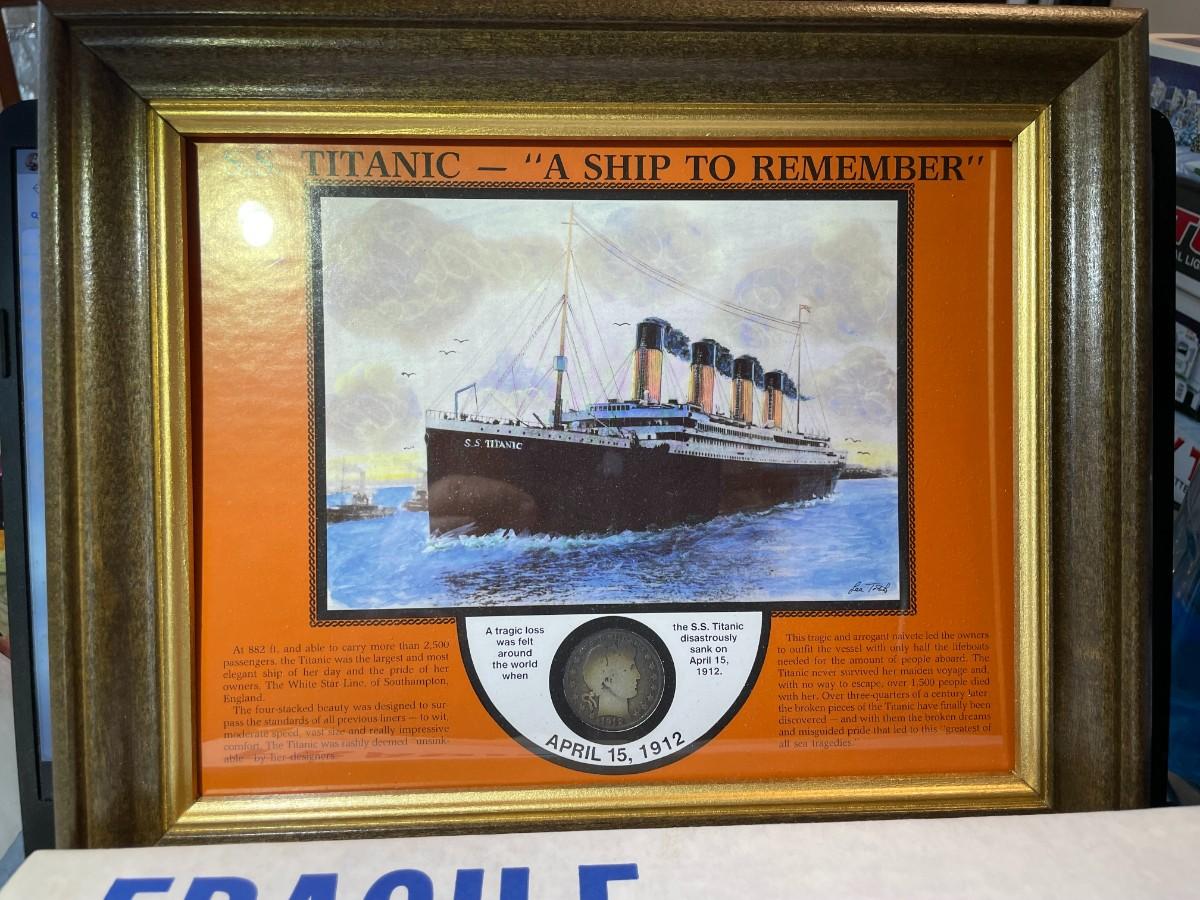 S.S. TITANIC — "A SHIP TO REMEMBER"
S.S. TITANIC
At 882 ft. and able to carry more than 2,500
passengers, the Titanic was the largest and most
elegant ship of her day and the pride of her
owners, The White Star Line, of Southampton,
England.
The four-stacked beauty was designed to sur-
pass the standards of all previous liners — to wit,
moderate speed, vast size and really impressive
comfort. The Titanic was rashly deemed "unsink-
able" by her designers.
A tragic loss
was felt
around
the world
when
the S.S. Titanic
disastrously
sank on
April 15,
1912.
1912
APRIL 15, 1912
This tragic and arrogant naivete led the owners
to outfit the vessel with only half the lifeboats
needed for the amount of people aboard. The
Titanic never survived her maiden voyage and,
with no way to escape, over 1,500 people died
with her. Over three-quarters of a century later
the broken pieces of the Titanic have finally been
discovered — and with them the broken dreams
and misguided pride that led to this "greatest of
all sea tragedies."
FRAGILE